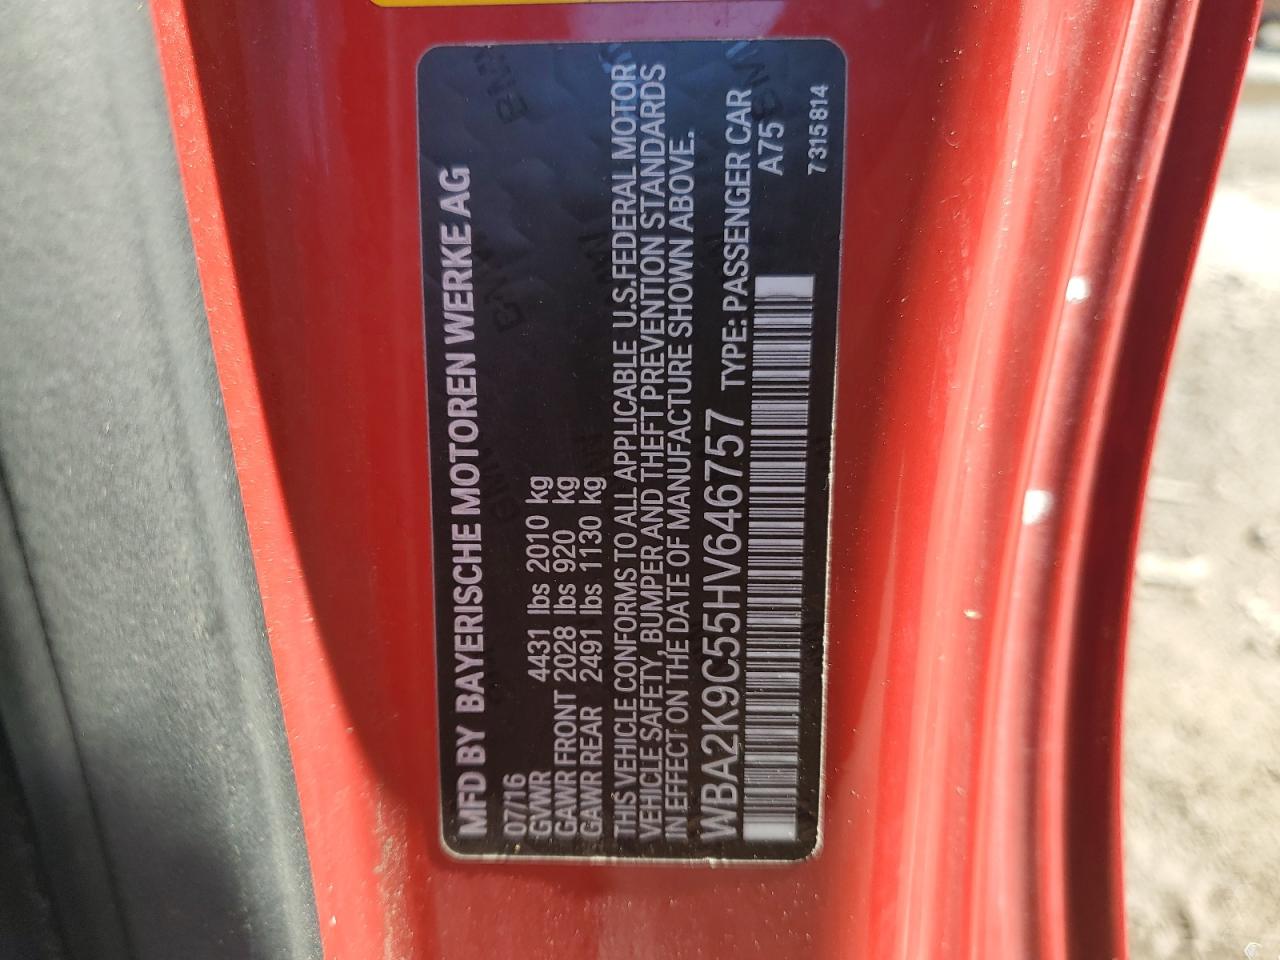 MFD BY BAYERISCHE MOTOREN WERKE AG
07/16
GVWR 4431 lbs 2010 kg
GAWR FRONT 2028 lbs 920 kg
GAWR REAR 2491 lbs 1130 kg
THIS VEHICLE CONFORMS TO ALL APPLICABLE U.S. FEDERAL MOTOR
VEHICLE SAFETY, BUMPER AND THEFT PREVENTION STANDARDS
IN EFFECT ON THE DATE OF MANUFACTURE SHOWN ABOVE.
WBA2K9C55HV646757 TYPE: PASSENGER CAR
A75
7315814